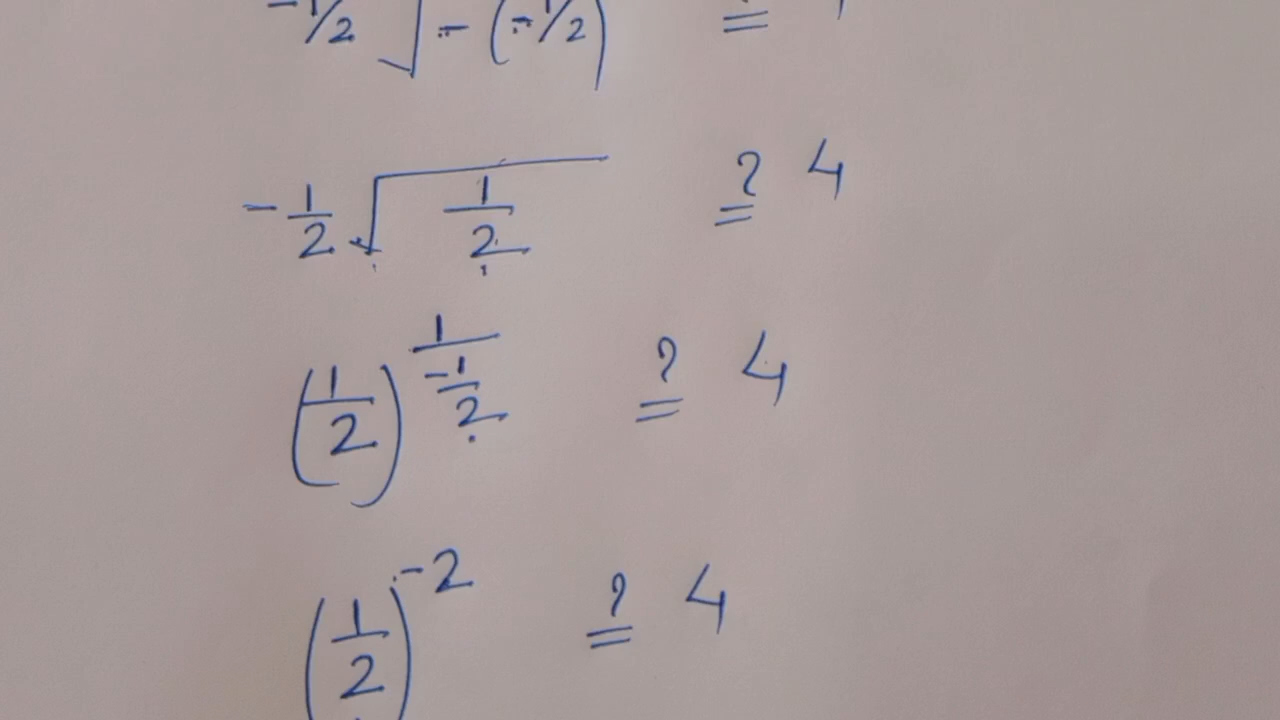 -1/2 √-(-1/2) =
-1/2 √1/2 ?= 4
(1/2)^1/(-1/2) ?= 4
(1/2)^-2 ?= 4